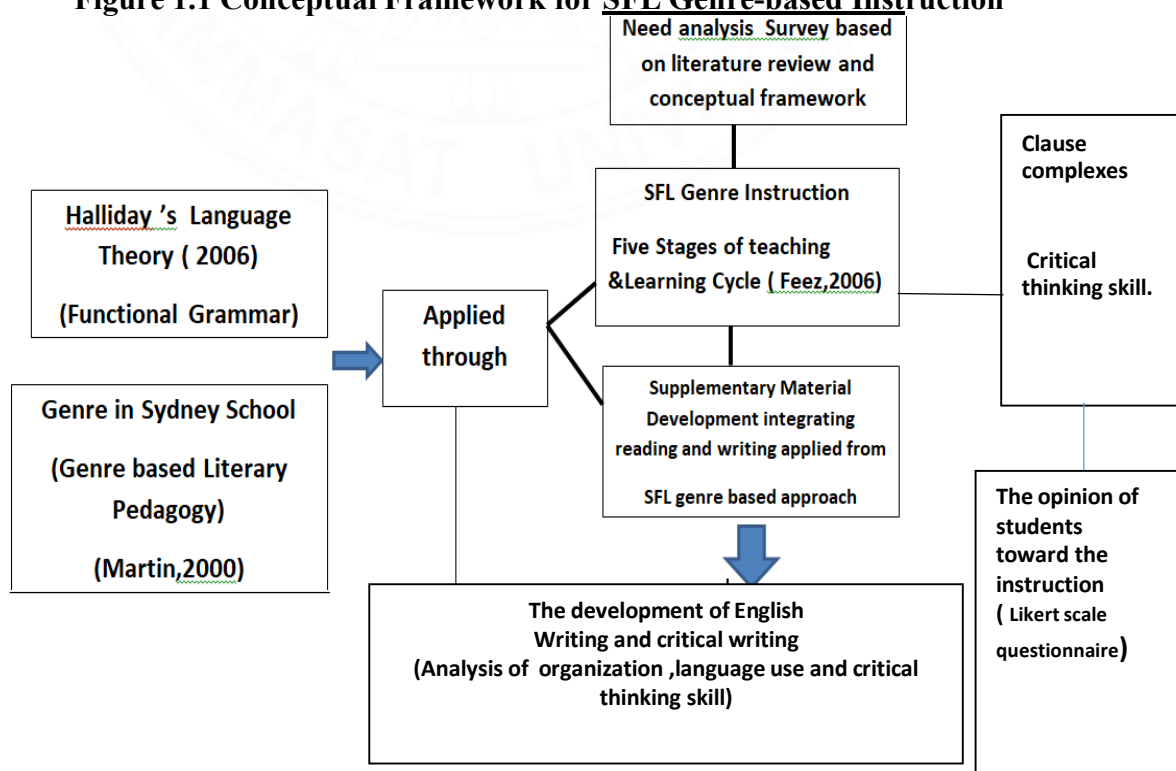 Figure 1.1 Conceptual Framework for SFL Genre-based Instruction
Need analysis Survey based
on literature review and
conceptual framework
Halliday 's Language
Theory ( 2006)
(Functional Grammar)
Genre in Sydney School
(Genre based Literary
Pedagogy)
(Martin,2000)
Applied
through
SFL Genre Instruction
Five Stages of teaching
&Learning Cycle ( Feez,2006)
Supplementary Material
Development integrating
reading and writing applied from
SFL genre based approach
Clause
complexes
Critical
thinking skill.
The opinion of
students
toward the
instruction
( Likert scale
questionnaire)
The development of English
Writing and critical writing
(Analysis of organization ,language use and critical
thinking skill)